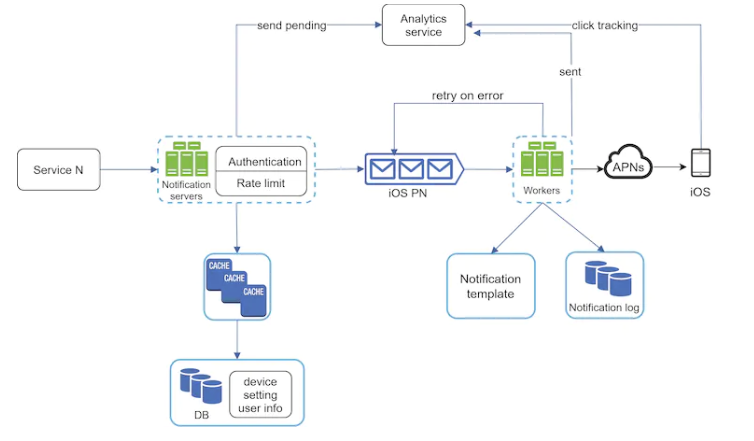 Analytics
service
send pending
click tracking
sent
retry on error
Service N
Notification
servers
Authentication
Rate limit
iOS PN
Workers
APNs
iOS
CACHE
CACHE
CACHE
Notification
template
Notification log
DB
device
setting
user info